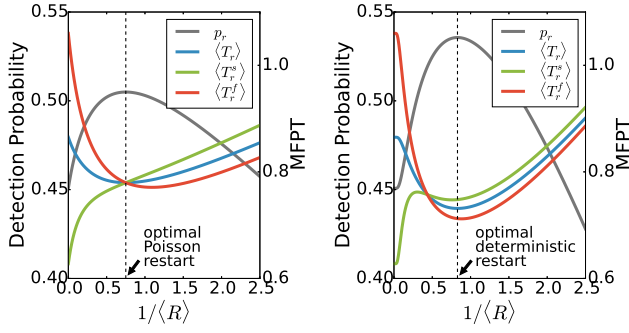 0.55
0.50
0.45
0.40
Detection Probability
p_r
⟨T_r⟩
⟨T_r^s⟩
⟨T_r^f⟩
1.0
0.8
0.6
MFPT
optimal
Poisson
restart
0.0 0.5 1.0 1.5 2.0 2.5
1/⟨R⟩
0.55
0.50
0.45
0.40
Detection Probability
p_r
⟨T_r⟩
⟨T_r^s⟩
⟨T_r^f⟩
1.0
0.8
0.6
MFPT
optimal
deterministic
restart
0.0 0.5 1.0 1.5 2.0 2.5
1/⟨R⟩